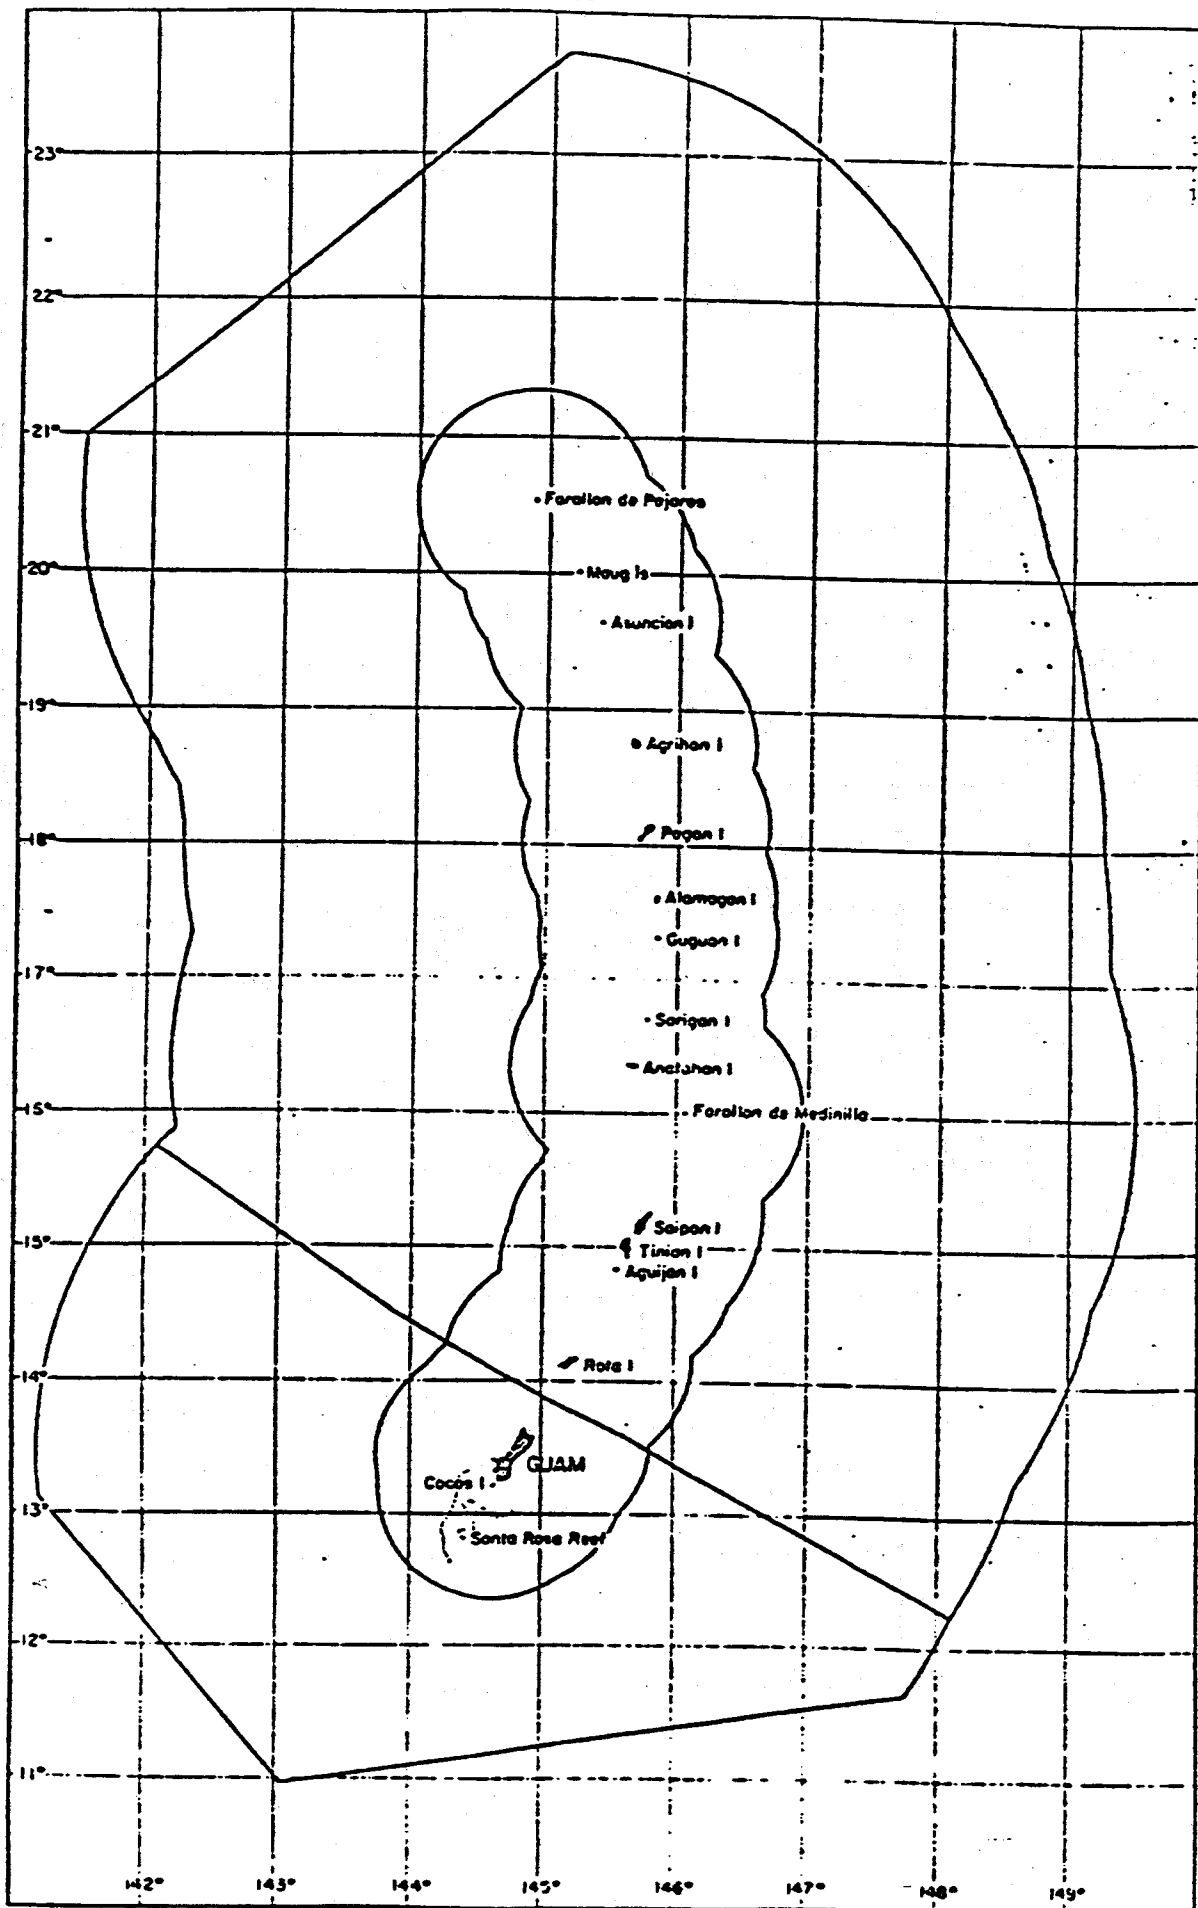 23°
22°
21°
Farallon de Pajaros
20°
Maug Is
Asuncion I
19°
Agrihan I
18°
Pagan I
Alamagan I
Guguan I
17°
Sarigan I
Anatahan I
15°
Farallon de Medinilla
Saipan I
15°
Tinian I
Aguijan I
Rota I
14°
GUAM
Cocos I
13°
Santa Rosa Reef
12°
11°
142° 143° 144° 145° 146° 147° 148° 149°